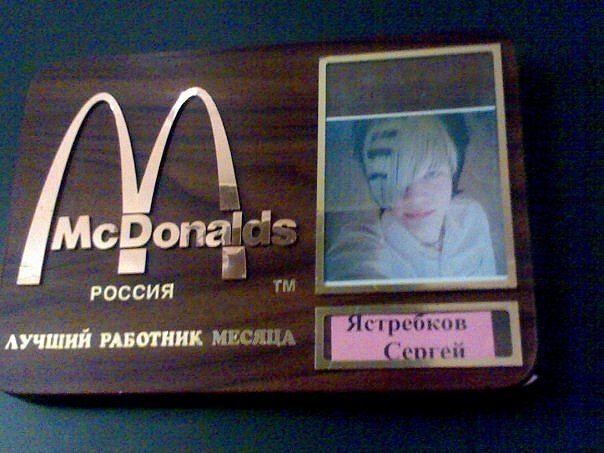 McDonalds
РОССИЯ
TM
ЛУЧШИЙ РАБОТНИК МЕСЯЦА
Ястребков
Сергей